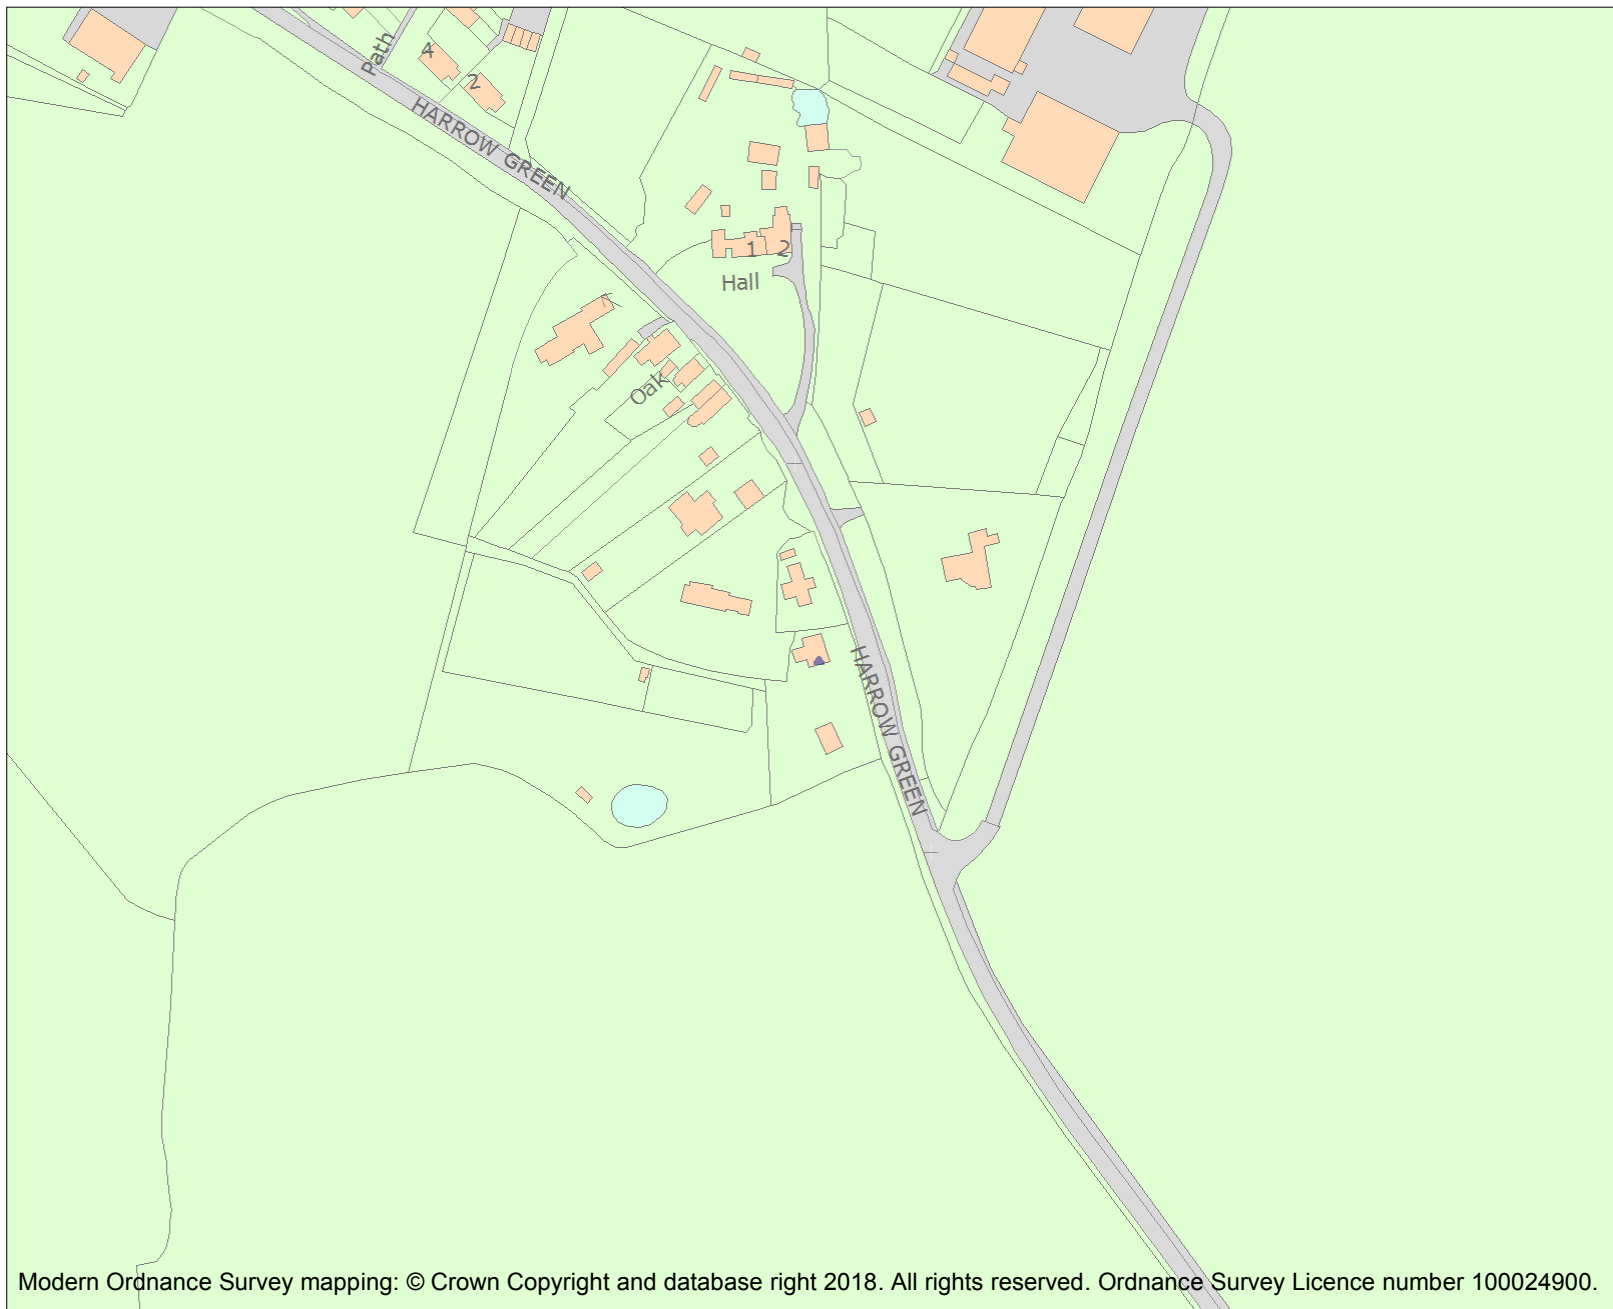 Path
4
2
HARROW GREEN
1 2
Hall
Oak
HARROW GREEN
Modern Ordnance Survey mapping: © Crown Copyright and database right 2018. All rights reserved. Ordnance Survey Licence number 100024900.